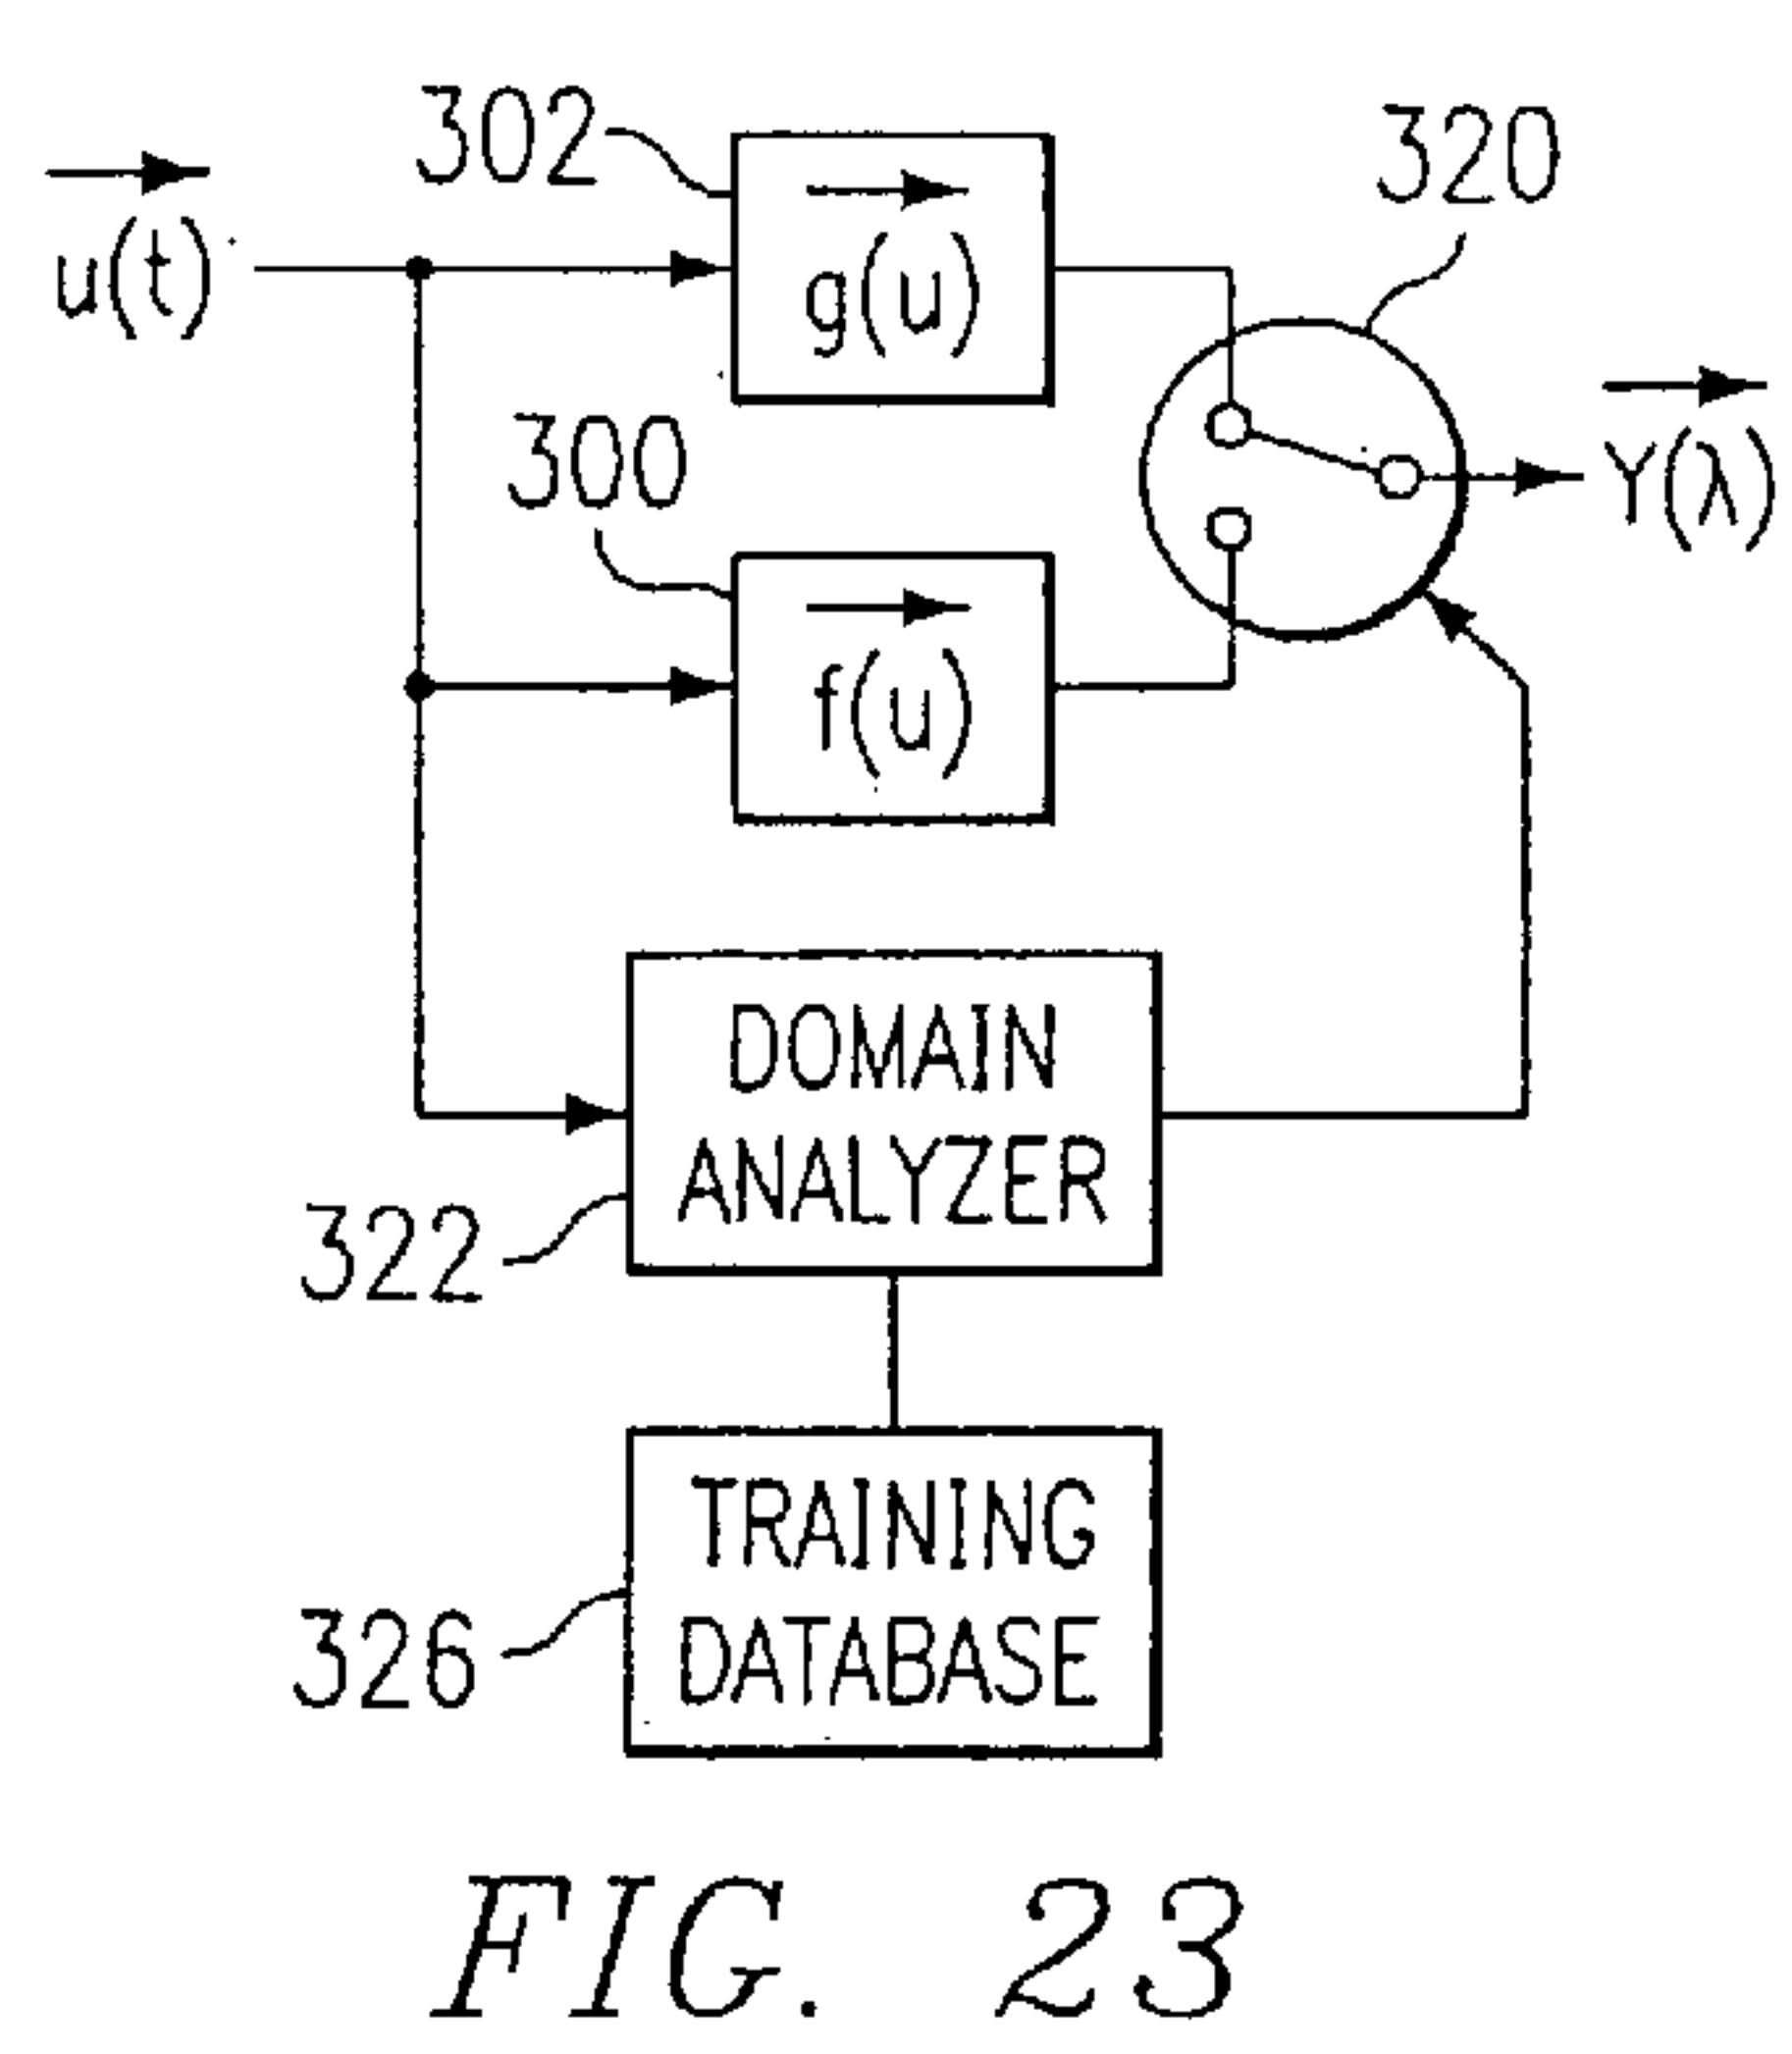 302
320
u(t)
g(u)
300
Y(λ)
f(u)
DOMAIN
ANALYZER
322
TRAINING
DATABASE
326
FIG. 23